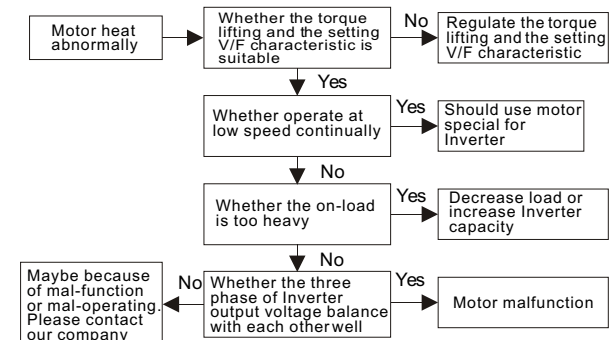 Motor heat
abnormally
Whether the torque
lifting and the setting
V/F characteristic is
suitable
No
Regulate the torque
lifting and the setting
V/F characteristic
Yes
Whether operate at
low speed continually
Yes
Should use motor
special for
Inverter
No
Whether the on-load
is too heavy
Yes
Decrease load or
increase Inverter
capacity
No
Maybe because
of mal-function
or mal-operating.
Please contact
our company
No
Whether the three
phase of Inverter
output voltage balance
with each other well
Yes
Motor malfunction